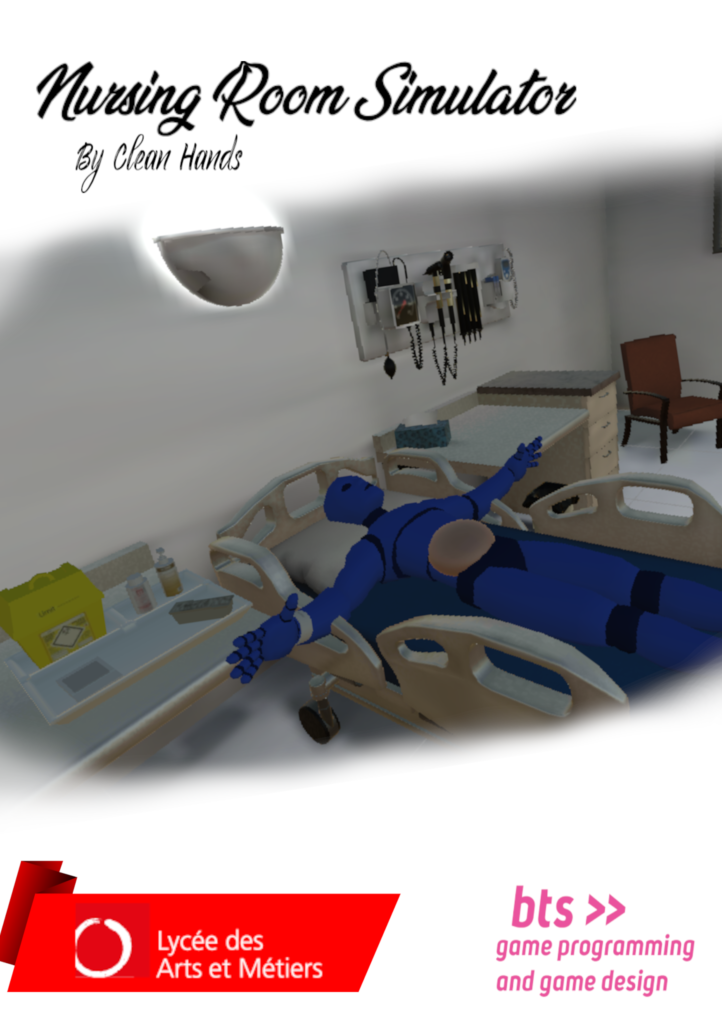 Nursing Room Simulator
By Clean Hands
Lycée des
Arts et Métiers
bts >>
game programming
and game design